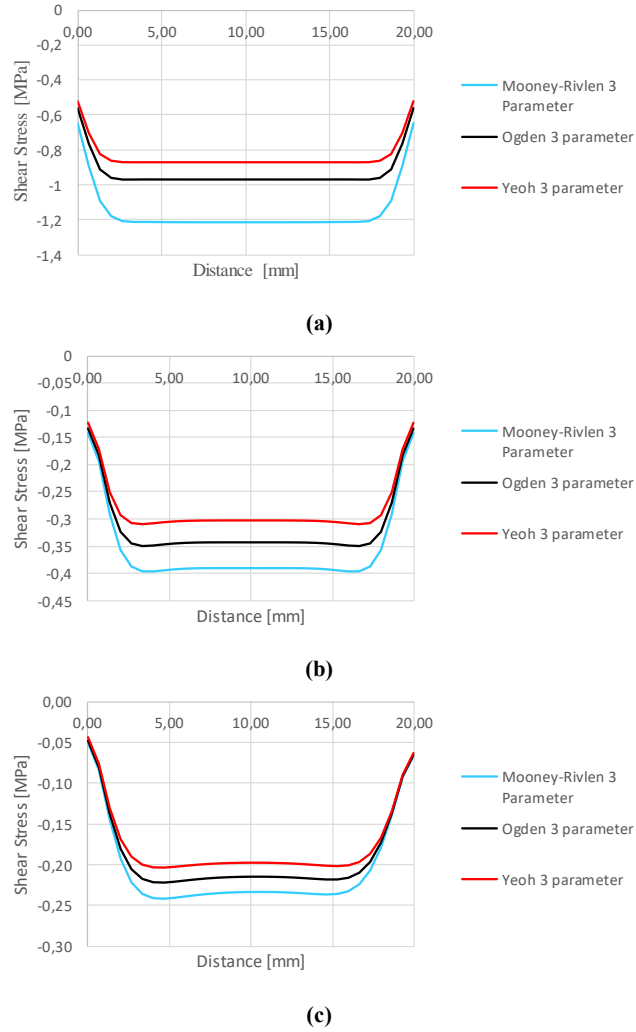 0
0,00 5,00 10,00 15,00 20,00
-0,2
-0,4
-0,6
-0,8
-1
-1,2
-1,4
Shear Stress [MPa]
Distance [mm]
Mooney-Rivlen 3
Parameter
Ogden 3 parameter
Yeoh 3 parameter
(a)
0
0,00 5,00 10,00 15,00 20,00
-0,05
-0,1
-0,15
-0,2
-0,25
-0,3
-0,35
-0,4
-0,45
Shear Stress [MPa]
Distance [mm]
Mooney-Rivlen 3
Parameter
Ogden 3 parameter
Yeoh 3 parameter
(b)
0,00
0,00 5,00 10,00 15,00 20,00
-0,05
-0,10
-0,15
-0,20
-0,25
-0,30
Shear Stress [MPa]
Distance [mm]
Mooney-Rivlen 3
Parameter
Ogden 3 parameter
Yeoh 3 parameter
(c)